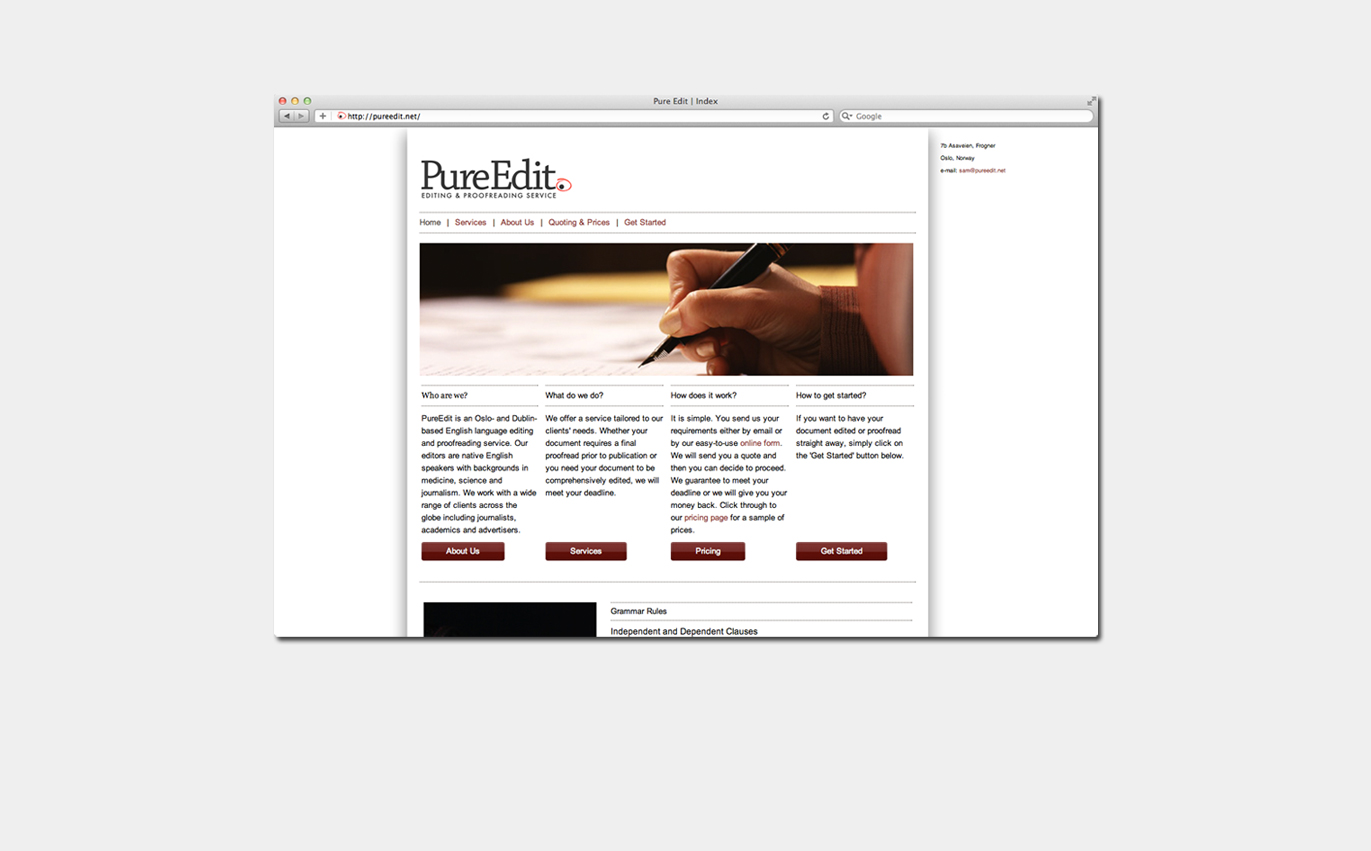 Pure Edit | Index
http://pureedit.net/
Google
7b Asaveien, Frogner
Oslo, Norway
e-mail: sam@pureedit.net
PureEdit.
EDITING & PROOFREADING SERVICE
Home | Services | About Us | Quoting & Prices | Get Started
Who are we?
PureEdit is an Oslo- and Dublin-
based English language editing
and proofreading service. Our
editors are native English
speakers with backgrounds in
medicine, science and
journalism. We work with a wide
range of clients across the
globe including journalists,
academics and advertisers.
About Us
What do we do?
We offer a service tailored to our
clients' needs. Whether your
document requires a final
proofread prior to publication or
you need your document to be
comprehensively edited, we will
meet your deadline.
Services
How does it work?
It is simple. You send us your
requirements either by email or
by our easy-to-use online form.
We will send you a quote and
then you can decide to proceed.
We guarantee to meet your
deadline or we will give you your
money back. Click through to
our pricing page for a sample of
prices.
Pricing
How to get started?
If you want to have your
document edited or proofread
straight away, simply click on
the 'Get Started' button below.
Get Started
Grammar Rules
Independent and Dependent Clauses